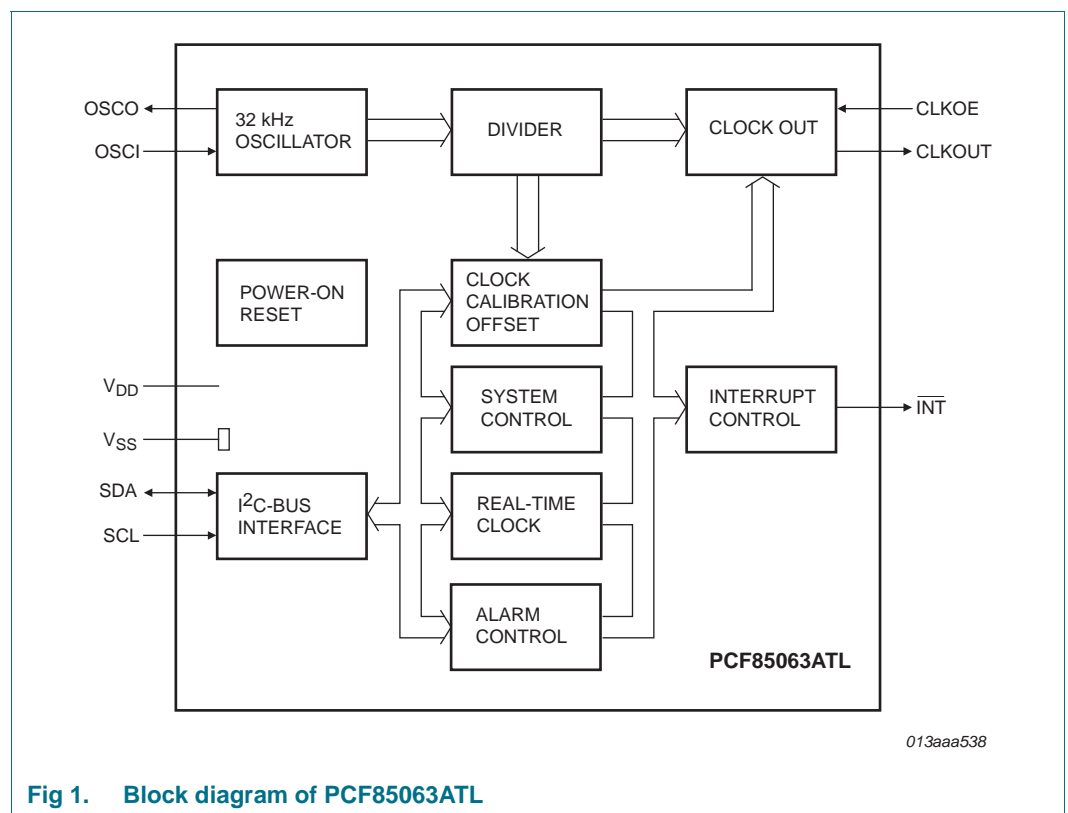 OSCO
OSCI
32 kHz
OSCILLATOR
DIVIDER
CLOCK OUT
CLKOE
CLKOUT
POWER-ON
RESET
CLOCK
CALIBRATION
OFFSET
VDD
VSS
SYSTEM
CONTROL
INTERRUPT
CONTROL
INT
SDA
SCL
I2C-BUS
INTERFACE
REAL-TIME
CLOCK
ALARM
CONTROL
PCF85063ATL
013aaa538
Fig 1. Block diagram of PCF85063ATL